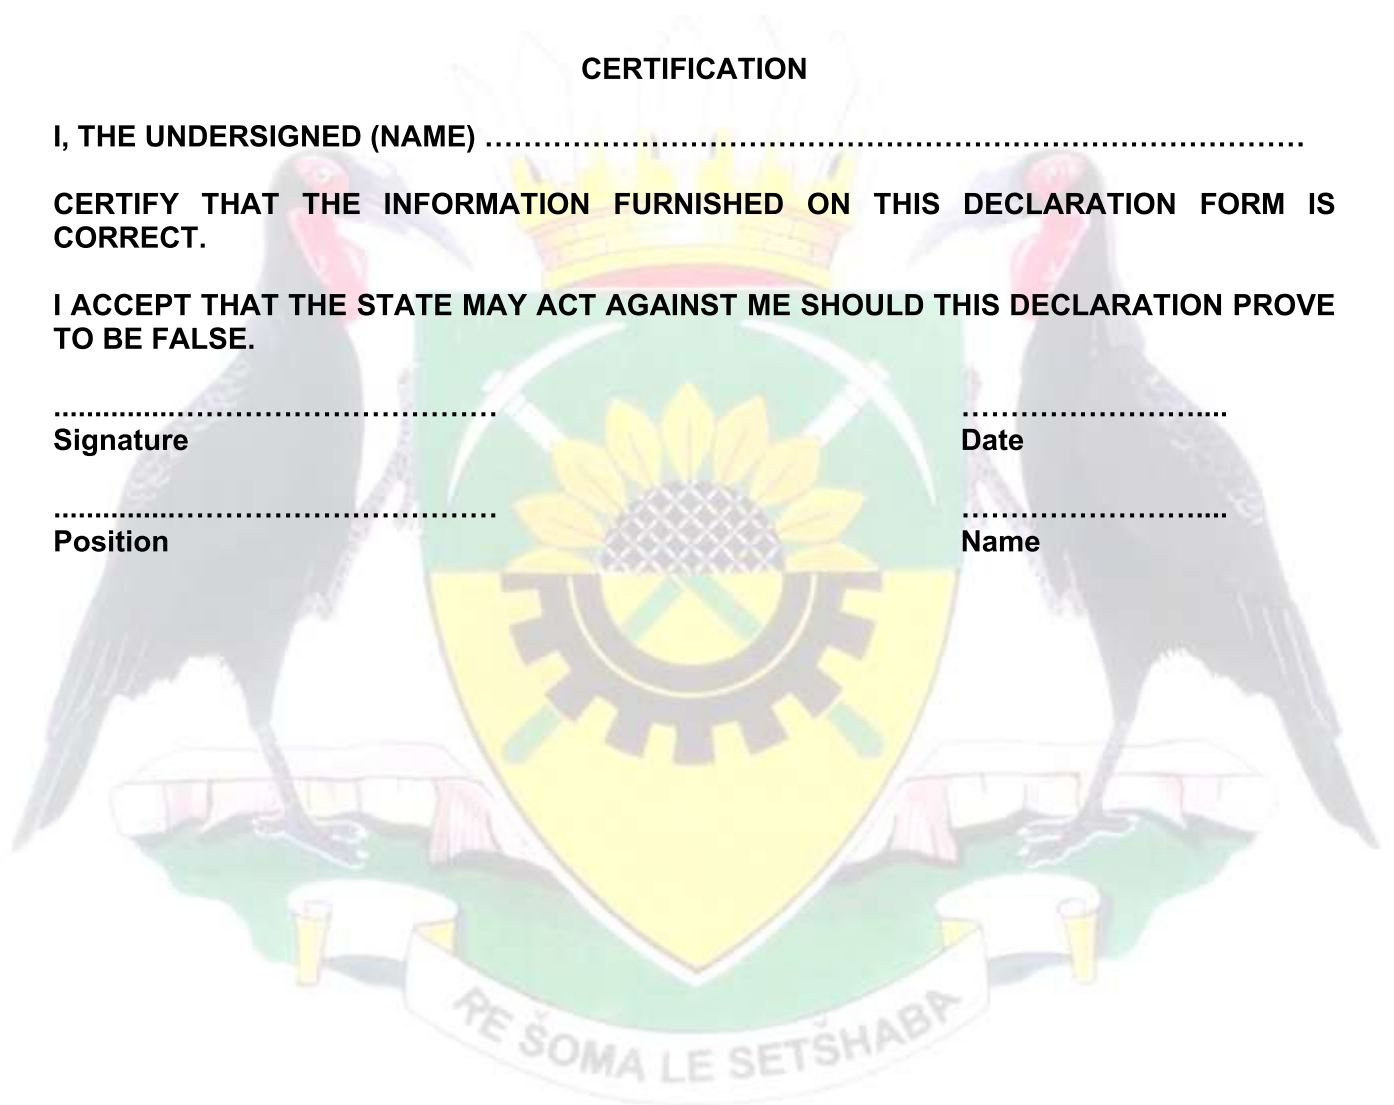 CERTIFICATION
I, THE UNDERSIGNED (NAME) ………………………………………………………………………
CERTIFY THAT THE INFORMATION FURNISHED ON THIS DECLARATION FORM IS
CORRECT.
I ACCEPT THAT THE STATE MAY ACT AGAINST ME SHOULD THIS DECLARATION PROVE
TO BE FALSE.
...............…………………………… ……………………....
Signature Date
...............…………………………… ……………………....
Position Name
RE ŠOMA LE SETŠHABA